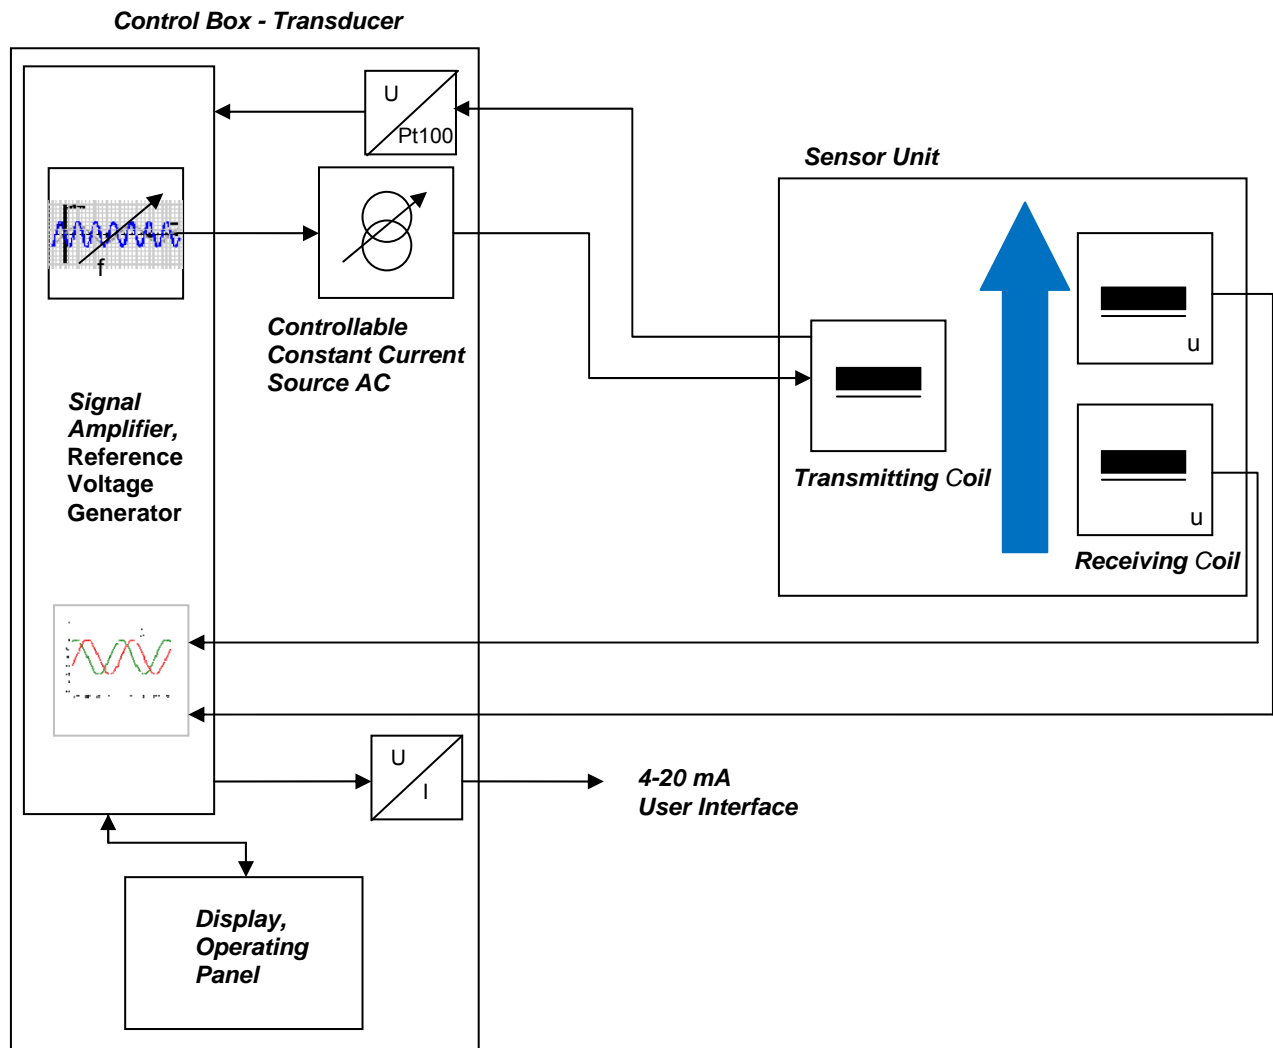 Control Box - Transducer
U
Pt100
Sensor Unit
f
u
Controllable
Constant Current
Source AC
Signal
Amplifier,
Reference
Voltage
Generator
Transmitting Coil
u
Receiving Coil
U
I
4-20 mA
User Interface
Display,
Operating
Panel